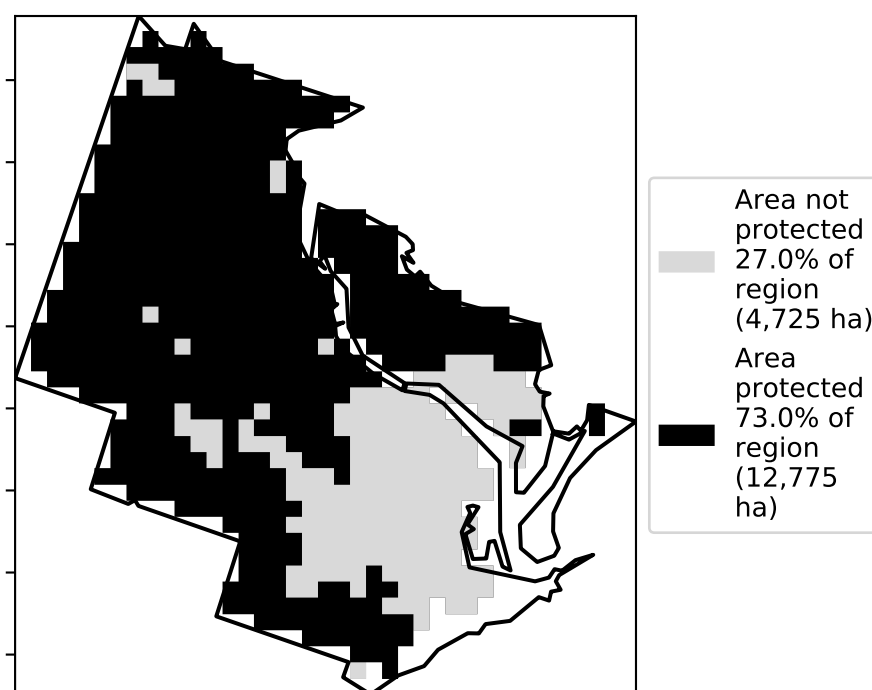 Area not
protected
27.0% of
region
(4,725 ha)
Area
protected
73.0% of
region
(12,775
ha)